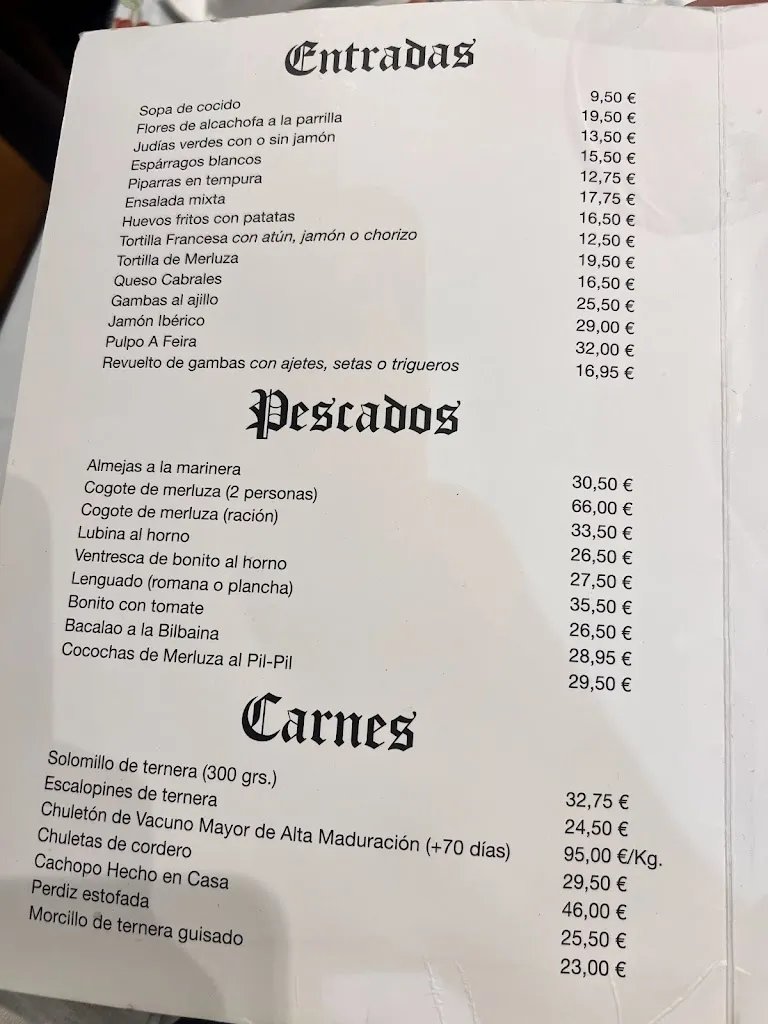 Entradas
Sopa de cocido 9,50 €
Flores de alcachofa a la parrilla 19,50 €
Judías verdes con o sin jamón 13,50 €
Espárragos blancos 15,50 €
Piparras en tempura 12,75 €
Ensalada mixta 17,75 €
Huevos fritos con patatas 16,50 €
Tortilla Francesa con atún, jamón o chorizo 12,50 €
Tortilla de Merluza 19,50 €
Queso Cabrales 16,50 €
Gambas al ajillo 25,50 €
Jamón Ibérico 29,00 €
Pulpo A Feira 32,00 €
Revuelto de gambas con ajetes, setas o trigueros 16,95 €
Pescados
Almejas a la marinera 30,50 €
Cogote de merluza (2 personas) 66,00 €
Cogote de merluza (ración) 33,50 €
Lubina al horno 26,50 €
Ventresca de bonito al horno 27,50 €
Lenguado (romana o plancha) 35,50 €
Bonito con tomate 26,50 €
Bacalao a la Bilbaina 28,95 €
Cocochas de Merluza al Pil-Pil 29,50 €
Carnes
Solomillo de ternera (300 grs.) 32,75 €
Escalopines de ternera 24,50 €
Chuletón de Vacuno Mayor de Alta Maduración (+70 días) 95,00 €/Kg.
Chuletas de cordero 29,50 €
Cachopo Hecho en Casa 46,00 €
Perdiz estofada 25,50 €
Morcillo de ternera guisado 23,00 €